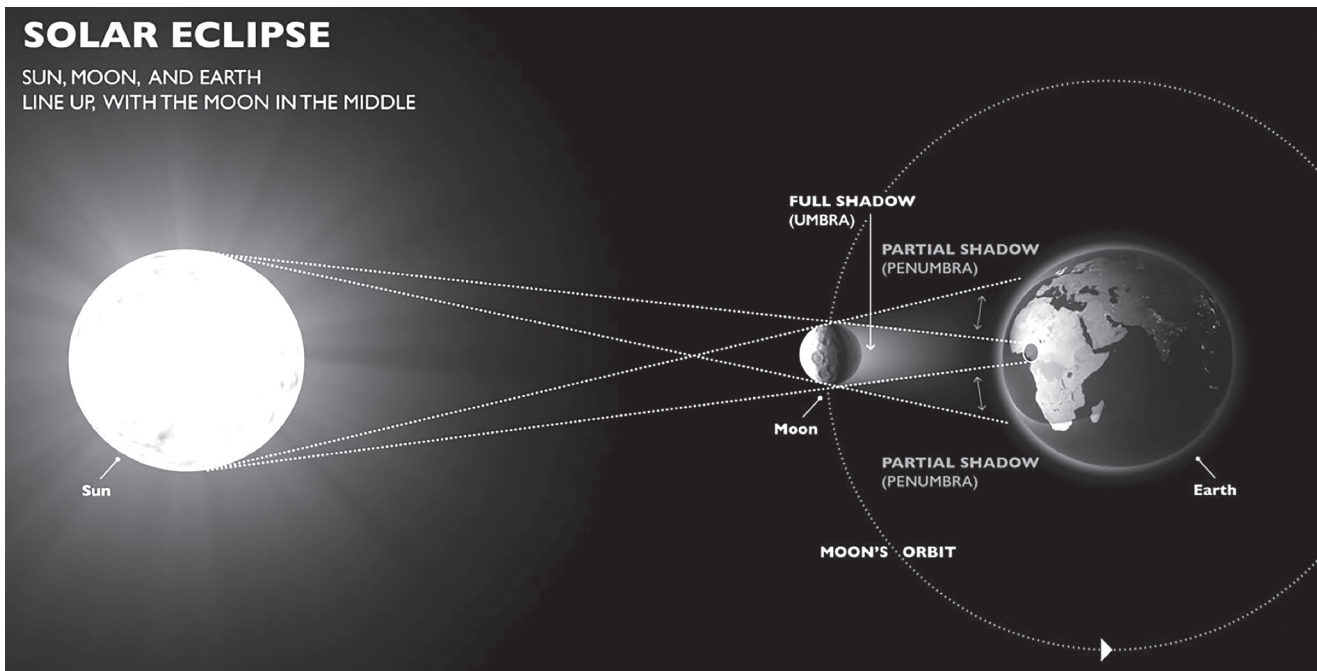 SOLAR ECLIPSE
SUN, MOON, AND EARTH
LINE UP, WITH THE MOON IN THE MIDDLE
FULL SHADOW
(UMBRA)
PARTIAL SHADOW
(PENUMBRA)
Moon
PARTIAL SHADOW
(PENUMBRA)
Sun
Earth
MOON'S ORBIT